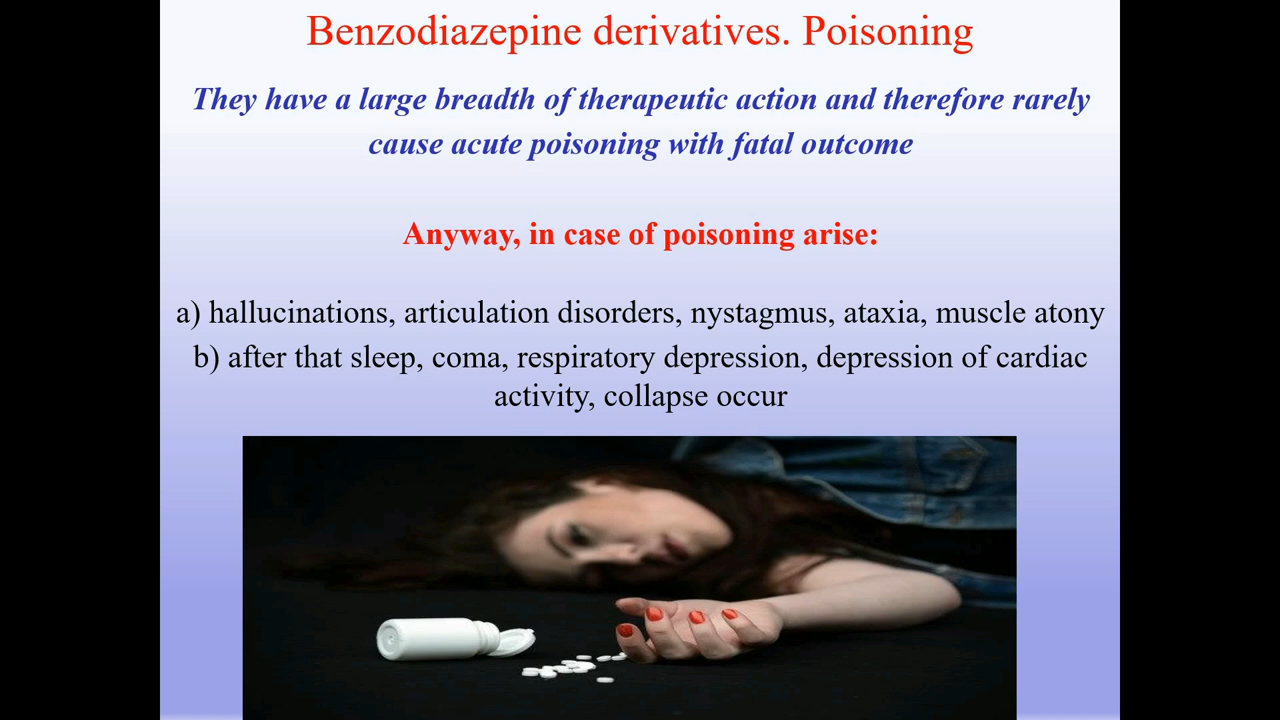 Benzodiazepine derivatives. Poisoning
They have a large breadth of therapeutic action and therefore rarely
cause acute poisoning with fatal outcome
Anyway, in case of poisoning arise:
a) hallucinations, articulation disorders, nystagmus, ataxia, muscle atony
b) after that sleep, coma, respiratory depression, depression of cardiac
activity, collapse occur